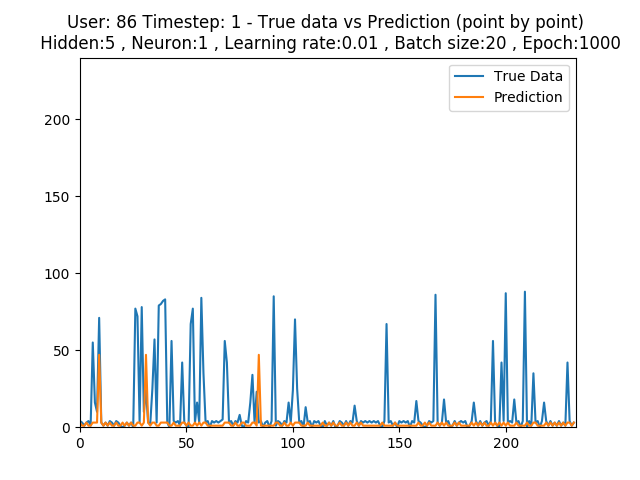 User: 86 Timestep: 1 - True data vs Prediction (point by point)
Hidden:5 , Neuron:1 , Learning rate:0.01 , Batch size:20 , Epoch:1000
True Data
Prediction
200
150
100
50
0
0 50 100 150 200